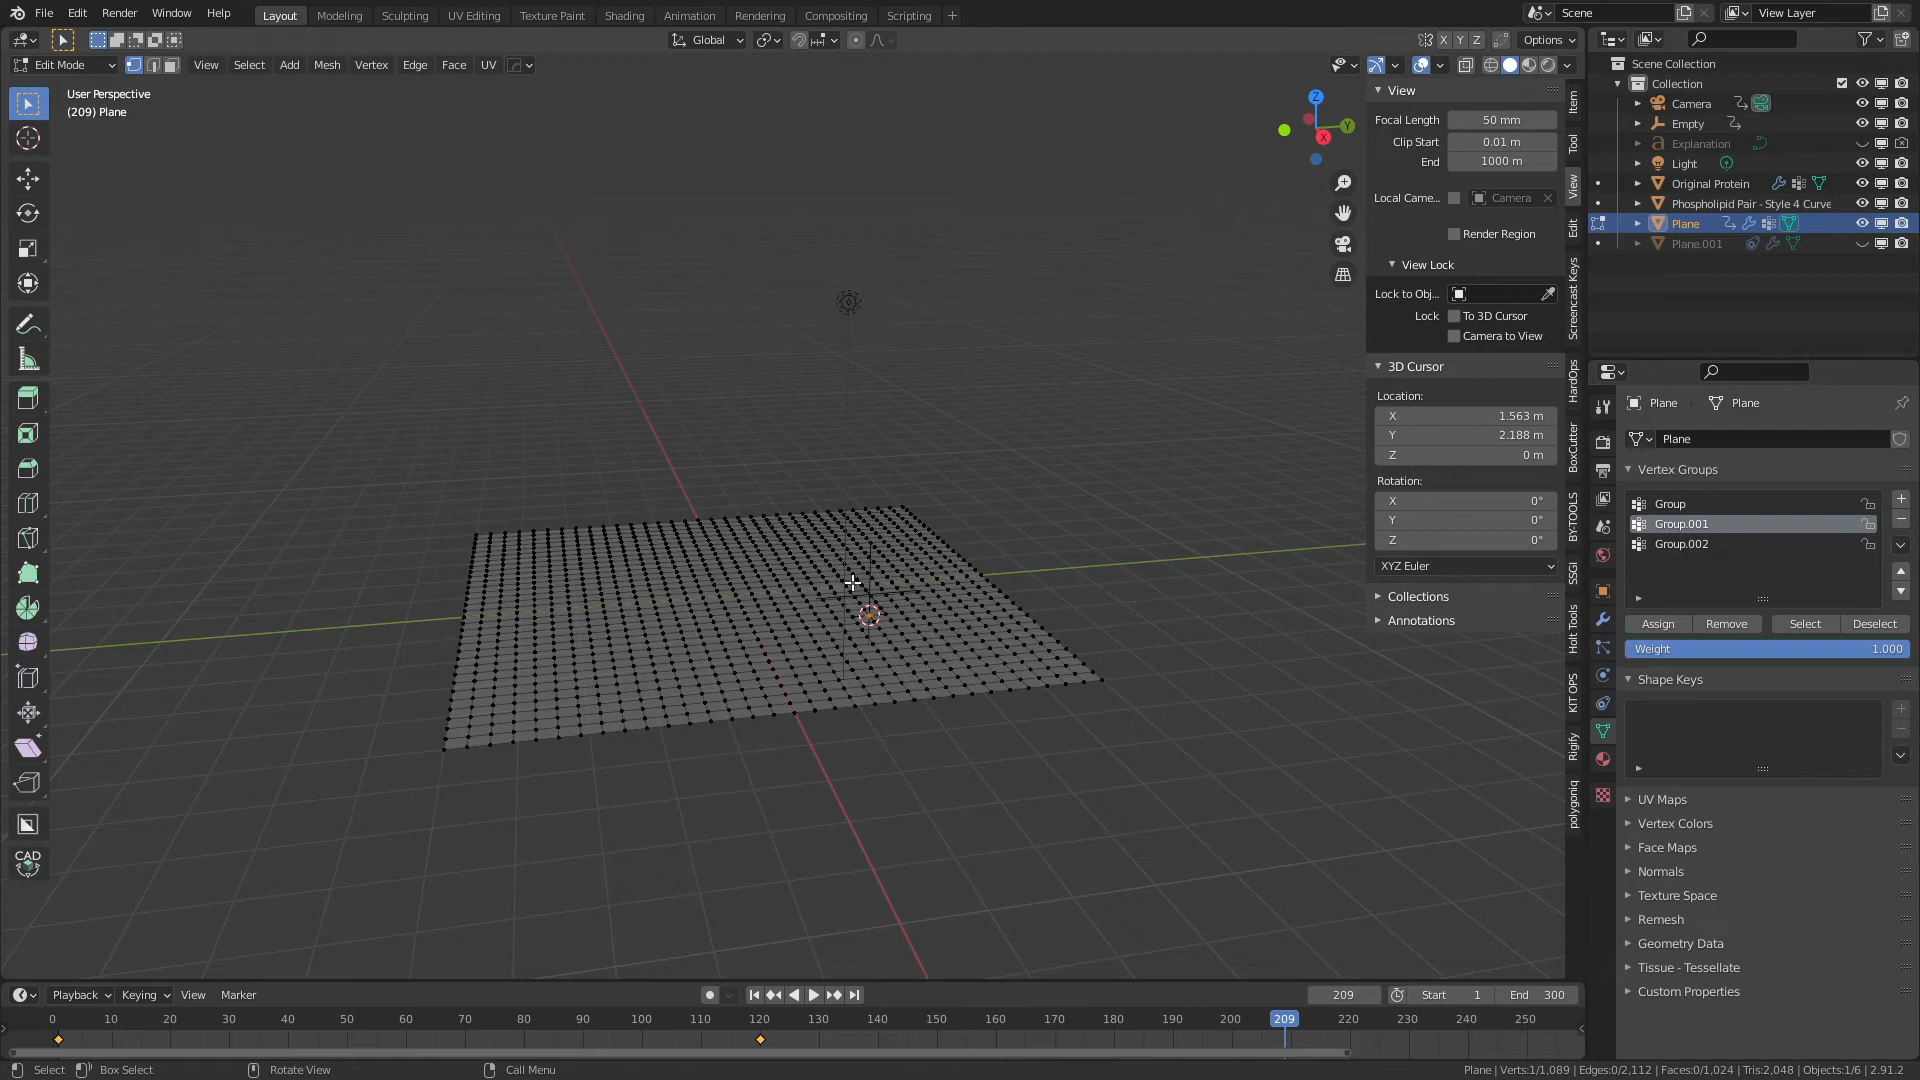 File Edit Render Window Help Layout Modeling Sculpting UV Editing Texture Paint Shading Animation Rendering Compositing Scripting + Scene View Layer
Global X Y Z Options
Edit Mode View Select Add Mesh Vertex Edge Face UV
User Perspective
(209) Plane
Z
Y
X
CAD
View
Focal Length 50 mm
Clip Start 0.01 m
End 1000 m
Local Came... Camera
Render Region
View Lock
Lock to Obj...
Lock To 3D Cursor
Camera to View
3D Cursor
Location:
X 1.563 m
Y 2.188 m
Z 0 m
Rotation:
X 0°
Y 0°
Z 0°
XYZ Euler
Collections
Annotations
Item
Tool
View
Edit
Screencast Keys
HardOps
BoxCutter
BY-TOOLS
SSGI
Holt Tools
KIT OPS
Rigify
polygoniq
Scene Collection
Collection
Camera
Empty
Explanation
Light
Original Protein
Phospholipid Pair - Style 4 Curve
Plane
Plane.001
Plane Plane
Plane
Vertex Groups
Group
Group.001
Group.002
Assign Remove Select Deselect
Weight 1.000
Shape Keys
UV Maps
Vertex Colors
Face Maps
Normals
Texture Space
Remesh
Geometry Data
Tissue - Tessellate
Custom Properties
Playback Keying View Marker 209 Start 1 End 300
0 10 20 30 40 50 60 70 80 90 100 110 120 130 140 150 160 170 180 190 200 209 220 230 240 250
Select Box Select Rotate View Call Menu Plane | Verts:1/1,089 | Edges:0/2,112 | Faces:0/1,024 | Tris:2,048 | Objects:1/6 | 2.91.2